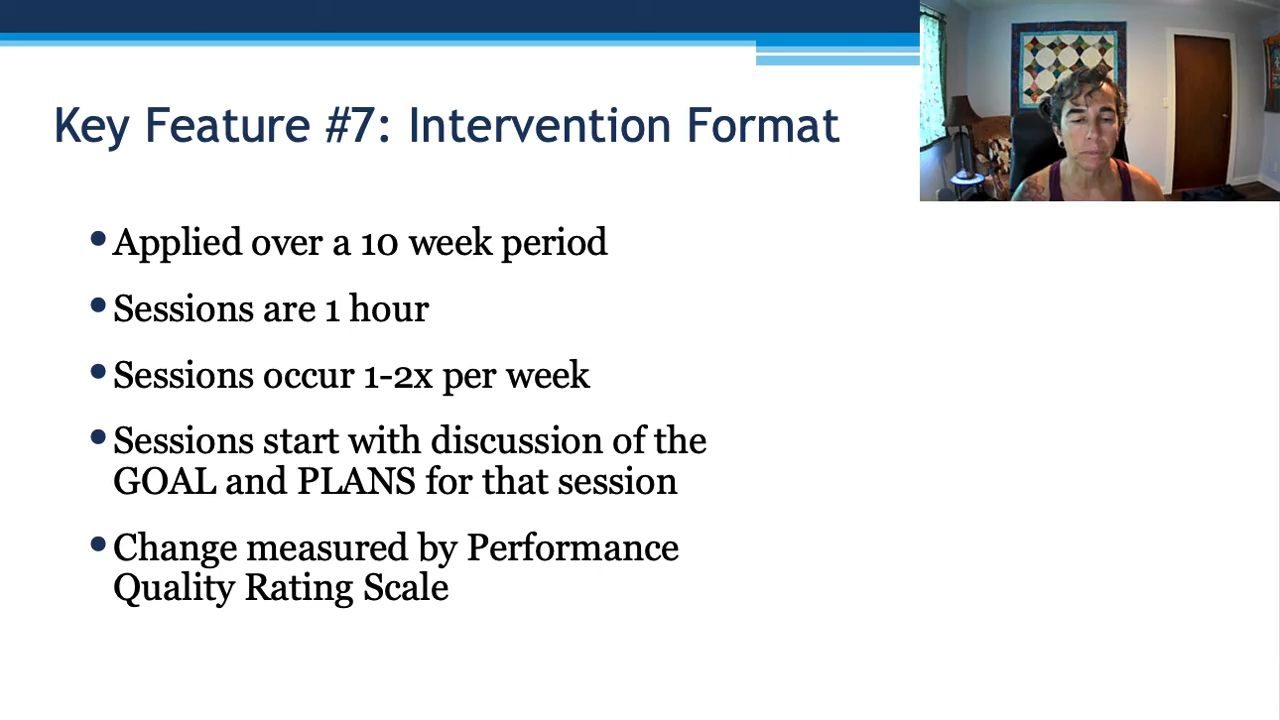 Key Feature #7: Intervention Format
•Applied over a 10 week period
•Sessions are 1 hour
•Sessions occur 1-2x per week
•Sessions start with discussion of the
GOAL and PLANS for that session
•Change measured by Performance
Quality Rating Scale